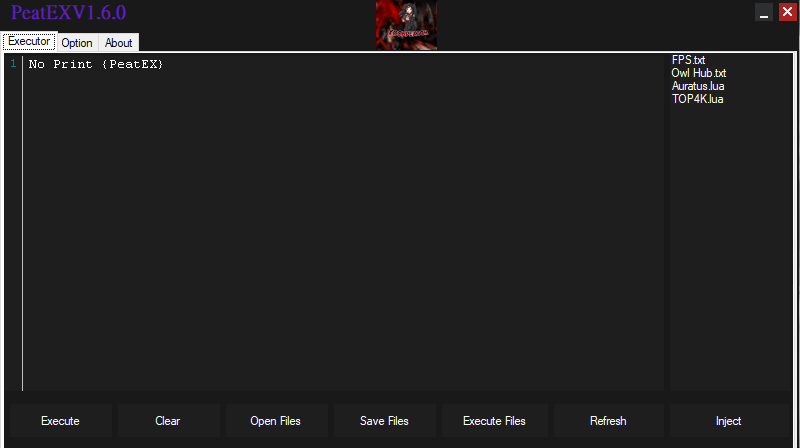 PeatEXV1.6.0
Executor Option About
1 No Print {PeatEX}
FPS.txt
Owl Hub.txt
Auratus.lua
TOP4K.lua
Execute Clear Open Files Save Files Execute Files Refresh Inject